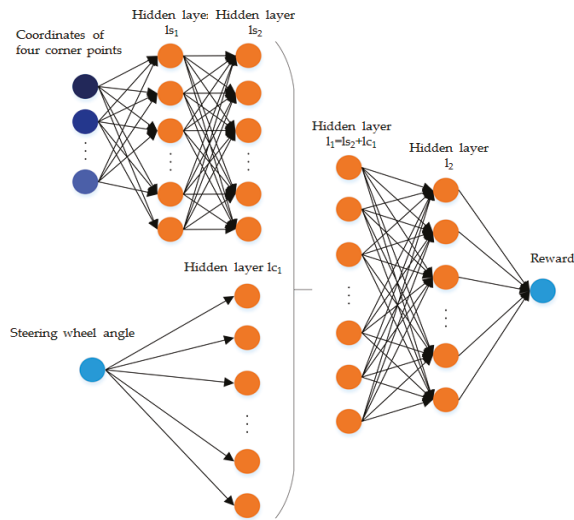 Hidden layer
ls₁
Hidden layer
ls₂
Coordinates of
four corner points
Hidden layer
l₁=ls₂+lc₁
Hidden layer
l₂
Reward
Hidden layer lc₁
Steering wheel angle